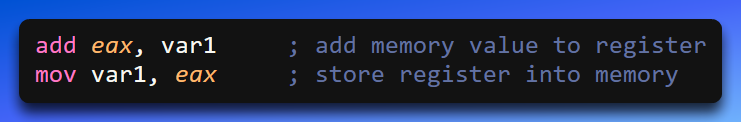 add eax, var1     ; add memory value to register
mov var1, eax     ; store register into memory